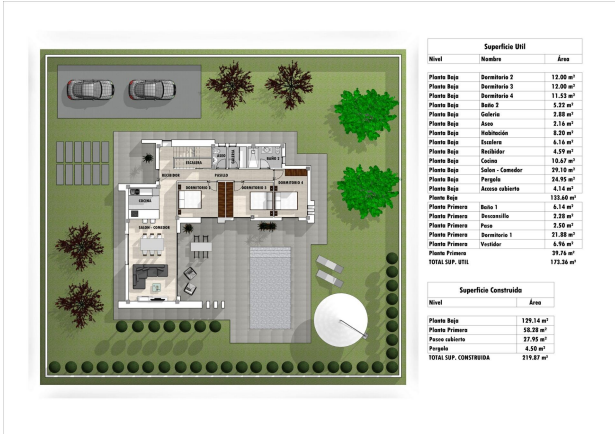 Superficie Util
Nivel Nombre Área
Planta Baja Dormitorio 2 12.00 m²
Planta Baja Dormitorio 3 12.00 m²
Planta Baja Dormitorio 4 11.53 m²
Planta Baja Baño 2 5.22 m²
Planta Baja Galeria 2.88 m²
Planta Baja Aseo 2.16 m²
Planta Baja Habitación 8.20 m²
Planta Baja Escalera 6.16 m²
Planta Baja Recibidor 4.59 m²
Planta Baja Cocina 10.67 m²
Planta Baja Salon - Comedor 29.10 m²
Planta Baja Pergola 24.95 m²
Planta Baja Acceso cubierto 4.14 m²
Planta Baja 133.60 m²
Planta Primera Baño 1 6.14 m²
Planta Primera Descansillo 2.28 m²
Planta Primera Paso 2.50 m²
Planta Primera Dormitorio 1 21.88 m²
Planta Primera Vestidor 6.96 m²
Planta Primera 39.76 m²
TOTAL SUP. UTIL 173.36 m²
Superficie Construida
Nivel Área
Planta Baja 129.14 m²
Planta Primera 58.28 m²
Paseo cubierto 27.95 m²
Pergola 4.50 m²
TOTAL SUP. CONSTRUIDA 219.87 m²
ESCALERA
ASEO
BAÑO 2
RECIBIDOR
PASILLO
DORMITORIO 4
DORMITORIO 3
COCINA
SALON - COMEDOR